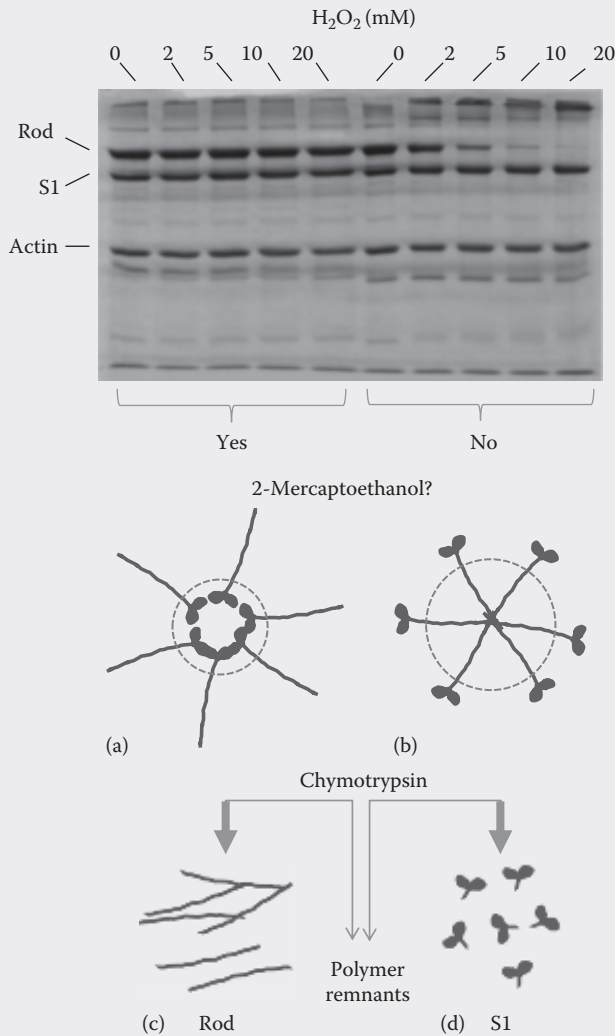 H₂O₂ (mM)
0 2 5 10 20 0 2 5 10 20
Rod
S1
Actin
Yes No
2-Mercaptoethanol?
(a) (b)
Chymotrypsin
Polymer
remnants
(c) Rod (d) S1